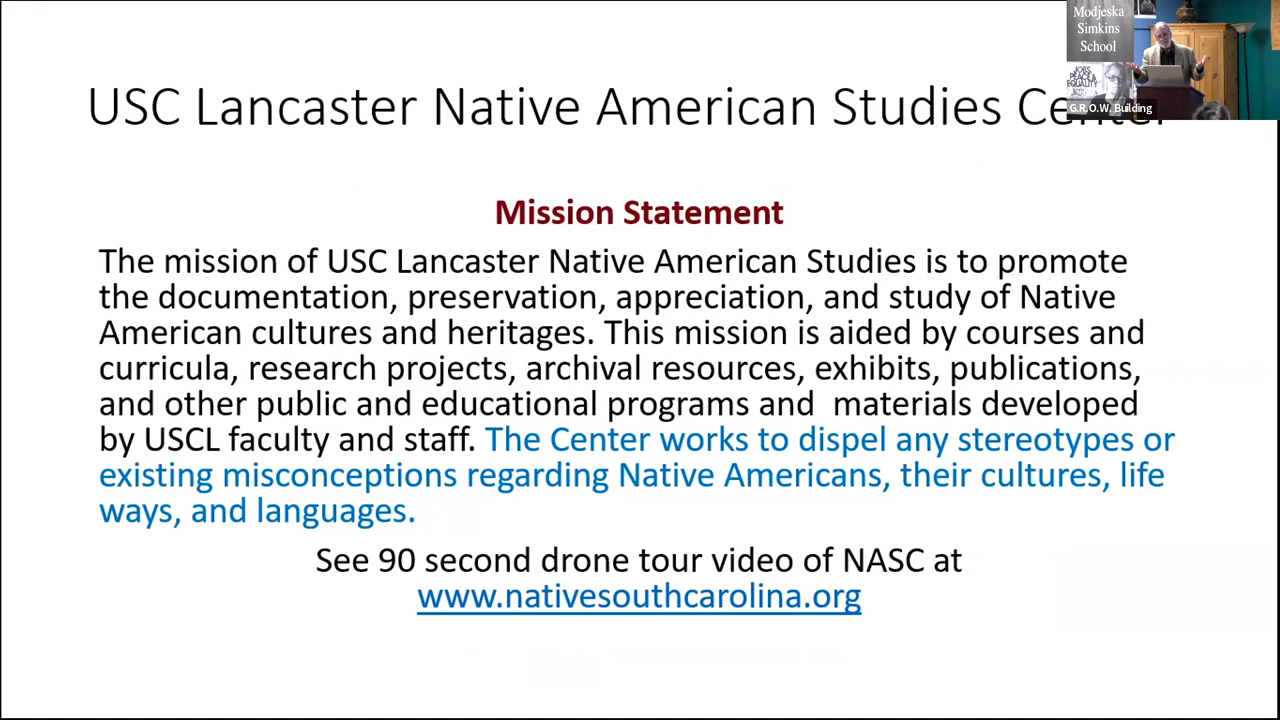 USC Lancaster Native American Studies Center
Modjeska
Simkins
School
JOBS
PEACE &
EQUALITY
G.R.O.W. Building
Mission Statement
The mission of USC Lancaster Native American Studies is to promote
the documentation, preservation, appreciation, and study of Native
American cultures and heritages. This mission is aided by courses and
curricula, research projects, archival resources, exhibits, publications,
and other public and educational programs and  materials developed
by USCL faculty and staff. The Center works to dispel any stereotypes or
existing misconceptions regarding Native Americans, their cultures, life
ways, and languages.
See 90 second drone tour video of NASC at
www.nativesouthcarolina.org